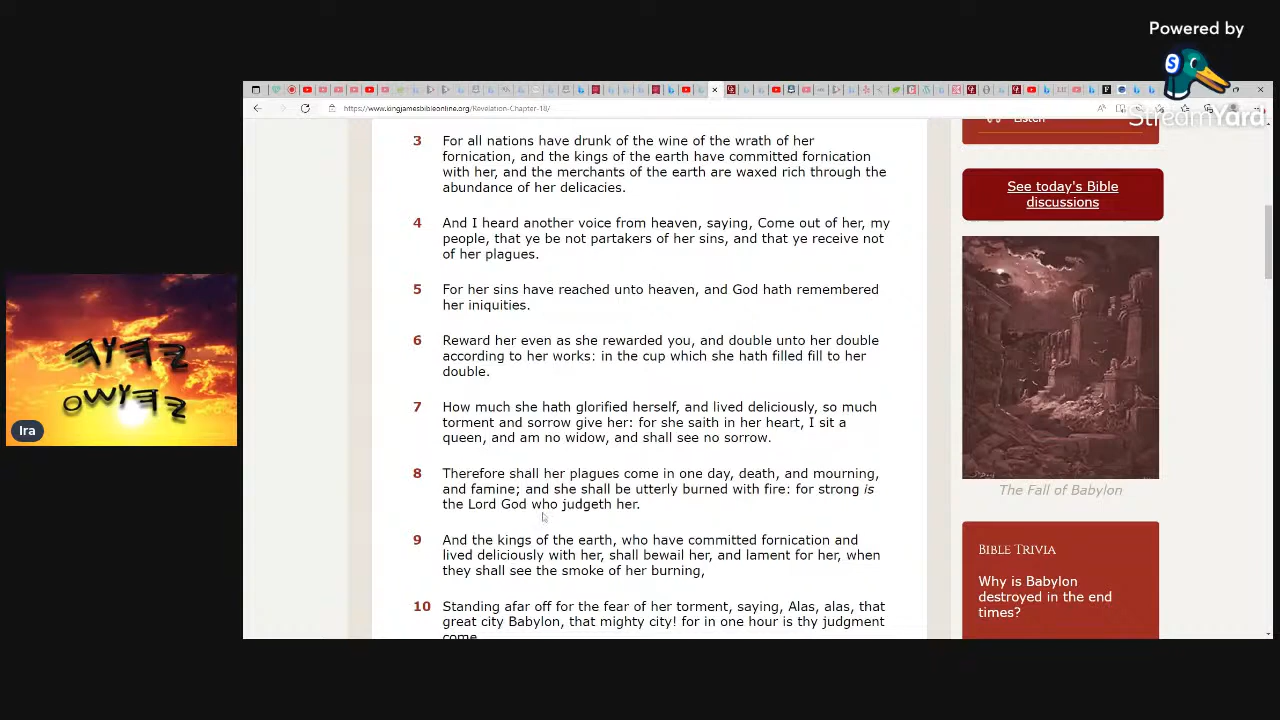 Powered by
StreamYard
https://www.kingjamesbibleonline.org/Revelation-Chapter-18/
3 For all nations have drunk of the wine of the wrath of her
fornication, and the kings of the earth have committed fornication
with her, and the merchants of the earth are waxed rich through the
abundance of her delicacies.
4 And I heard another voice from heaven, saying, Come out of her, my
people, that ye be not partakers of her sins, and that ye receive not
of her plagues.
5 For her sins have reached unto heaven, and God hath remembered
her iniquities.
6 Reward her even as she rewarded you, and double unto her double
according to her works: in the cup which she hath filled fill to her
double.
7 How much she hath glorified herself, and lived deliciously, so much
torment and sorrow give her: for she saith in her heart, I sit a
queen, and am no widow, and shall see no sorrow.
8 Therefore shall her plagues come in one day, death, and mourning,
and famine; and she shall be utterly burned with fire: for strong is
the Lord God who judgeth her.
9 And the kings of the earth, who have committed fornication and
lived deliciously with her, shall bewail her, and lament for her, when
they shall see the smoke of her burning,
10 Standing afar off for the fear of her torment, saying, Alas, alas, that
great city Babylon, that mighty city! for in one hour is thy judgment
come.
Listen
See today's Bible
discussions
The Fall of Babylon
BIBLE TRIVIA
Why is Babylon
destroyed in the end
times?
𐤉𐤄𐤅𐤄
𐤉𐤄𐤅𐤔𐤏
Ira